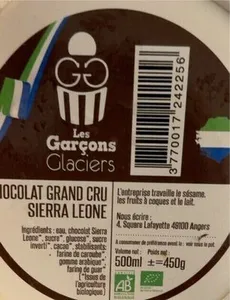 Les
Garçons
Glaciers
3770017242256
HOCOLAT GRAND CRU
SIERRA LEONE
Ingrédients: eau, chocolat Sierra
Leone*, sucre*, glucose*, sucre
inverti*, cacao*, stabilisants:
farine de caroube*,
gomme arabique*,
farine de guar*
*Issus de
l'agriculture
biologique.
L'entreprise travaille le sésame,
les fruits à coques et le lait.
Nous écrire :
4, Square Lafayette 49100 Angers
A consommer de préférence avant le : voir sous le pot.
Volume net : Poids net :
500ml ±=450g
AB